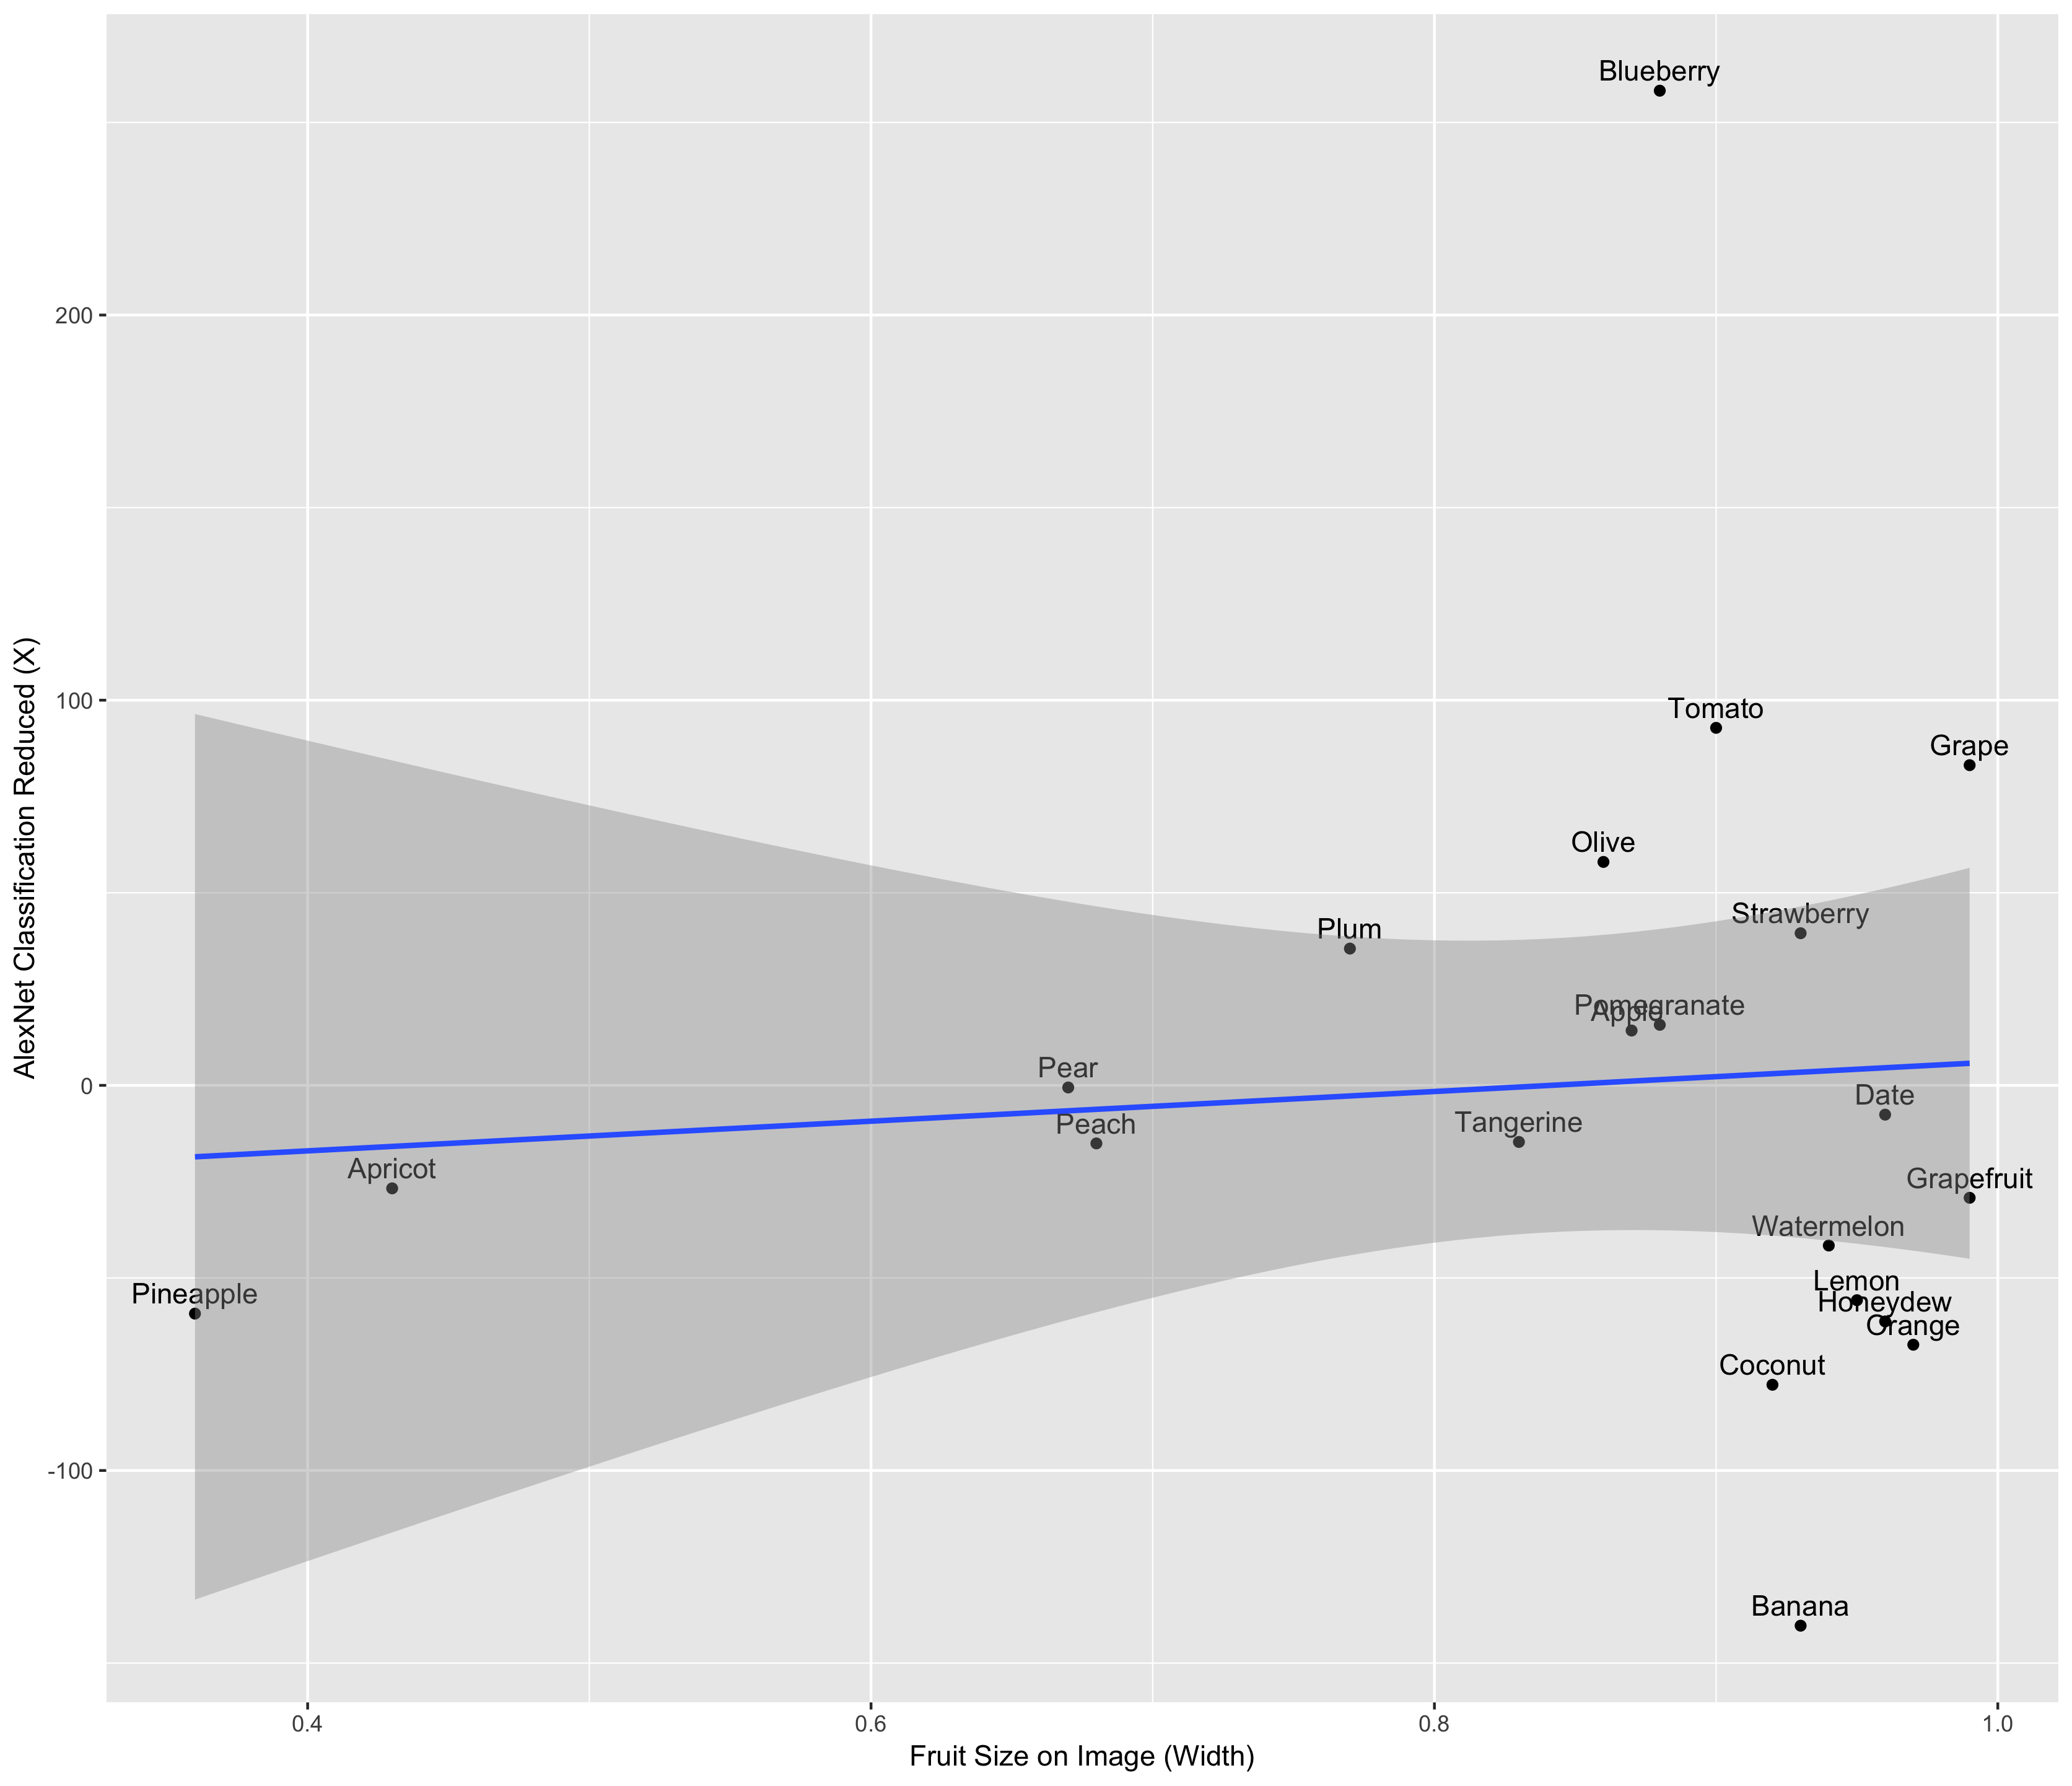 Blueberry
200
100
Tomato
Grape
Olive
Strawberry
Plum
Pomegranate
Apple
Pear
0
Date
Peach
Tangerine
Apricot
Grapefruit
Watermelon
Lemon
Pineapple
Honeydew
Orange
Coconut
-100
Banana
0.4
0.6
0.8
1.0
Fruit Size on Image (Width)
AlexNet Classification Reduced (X)